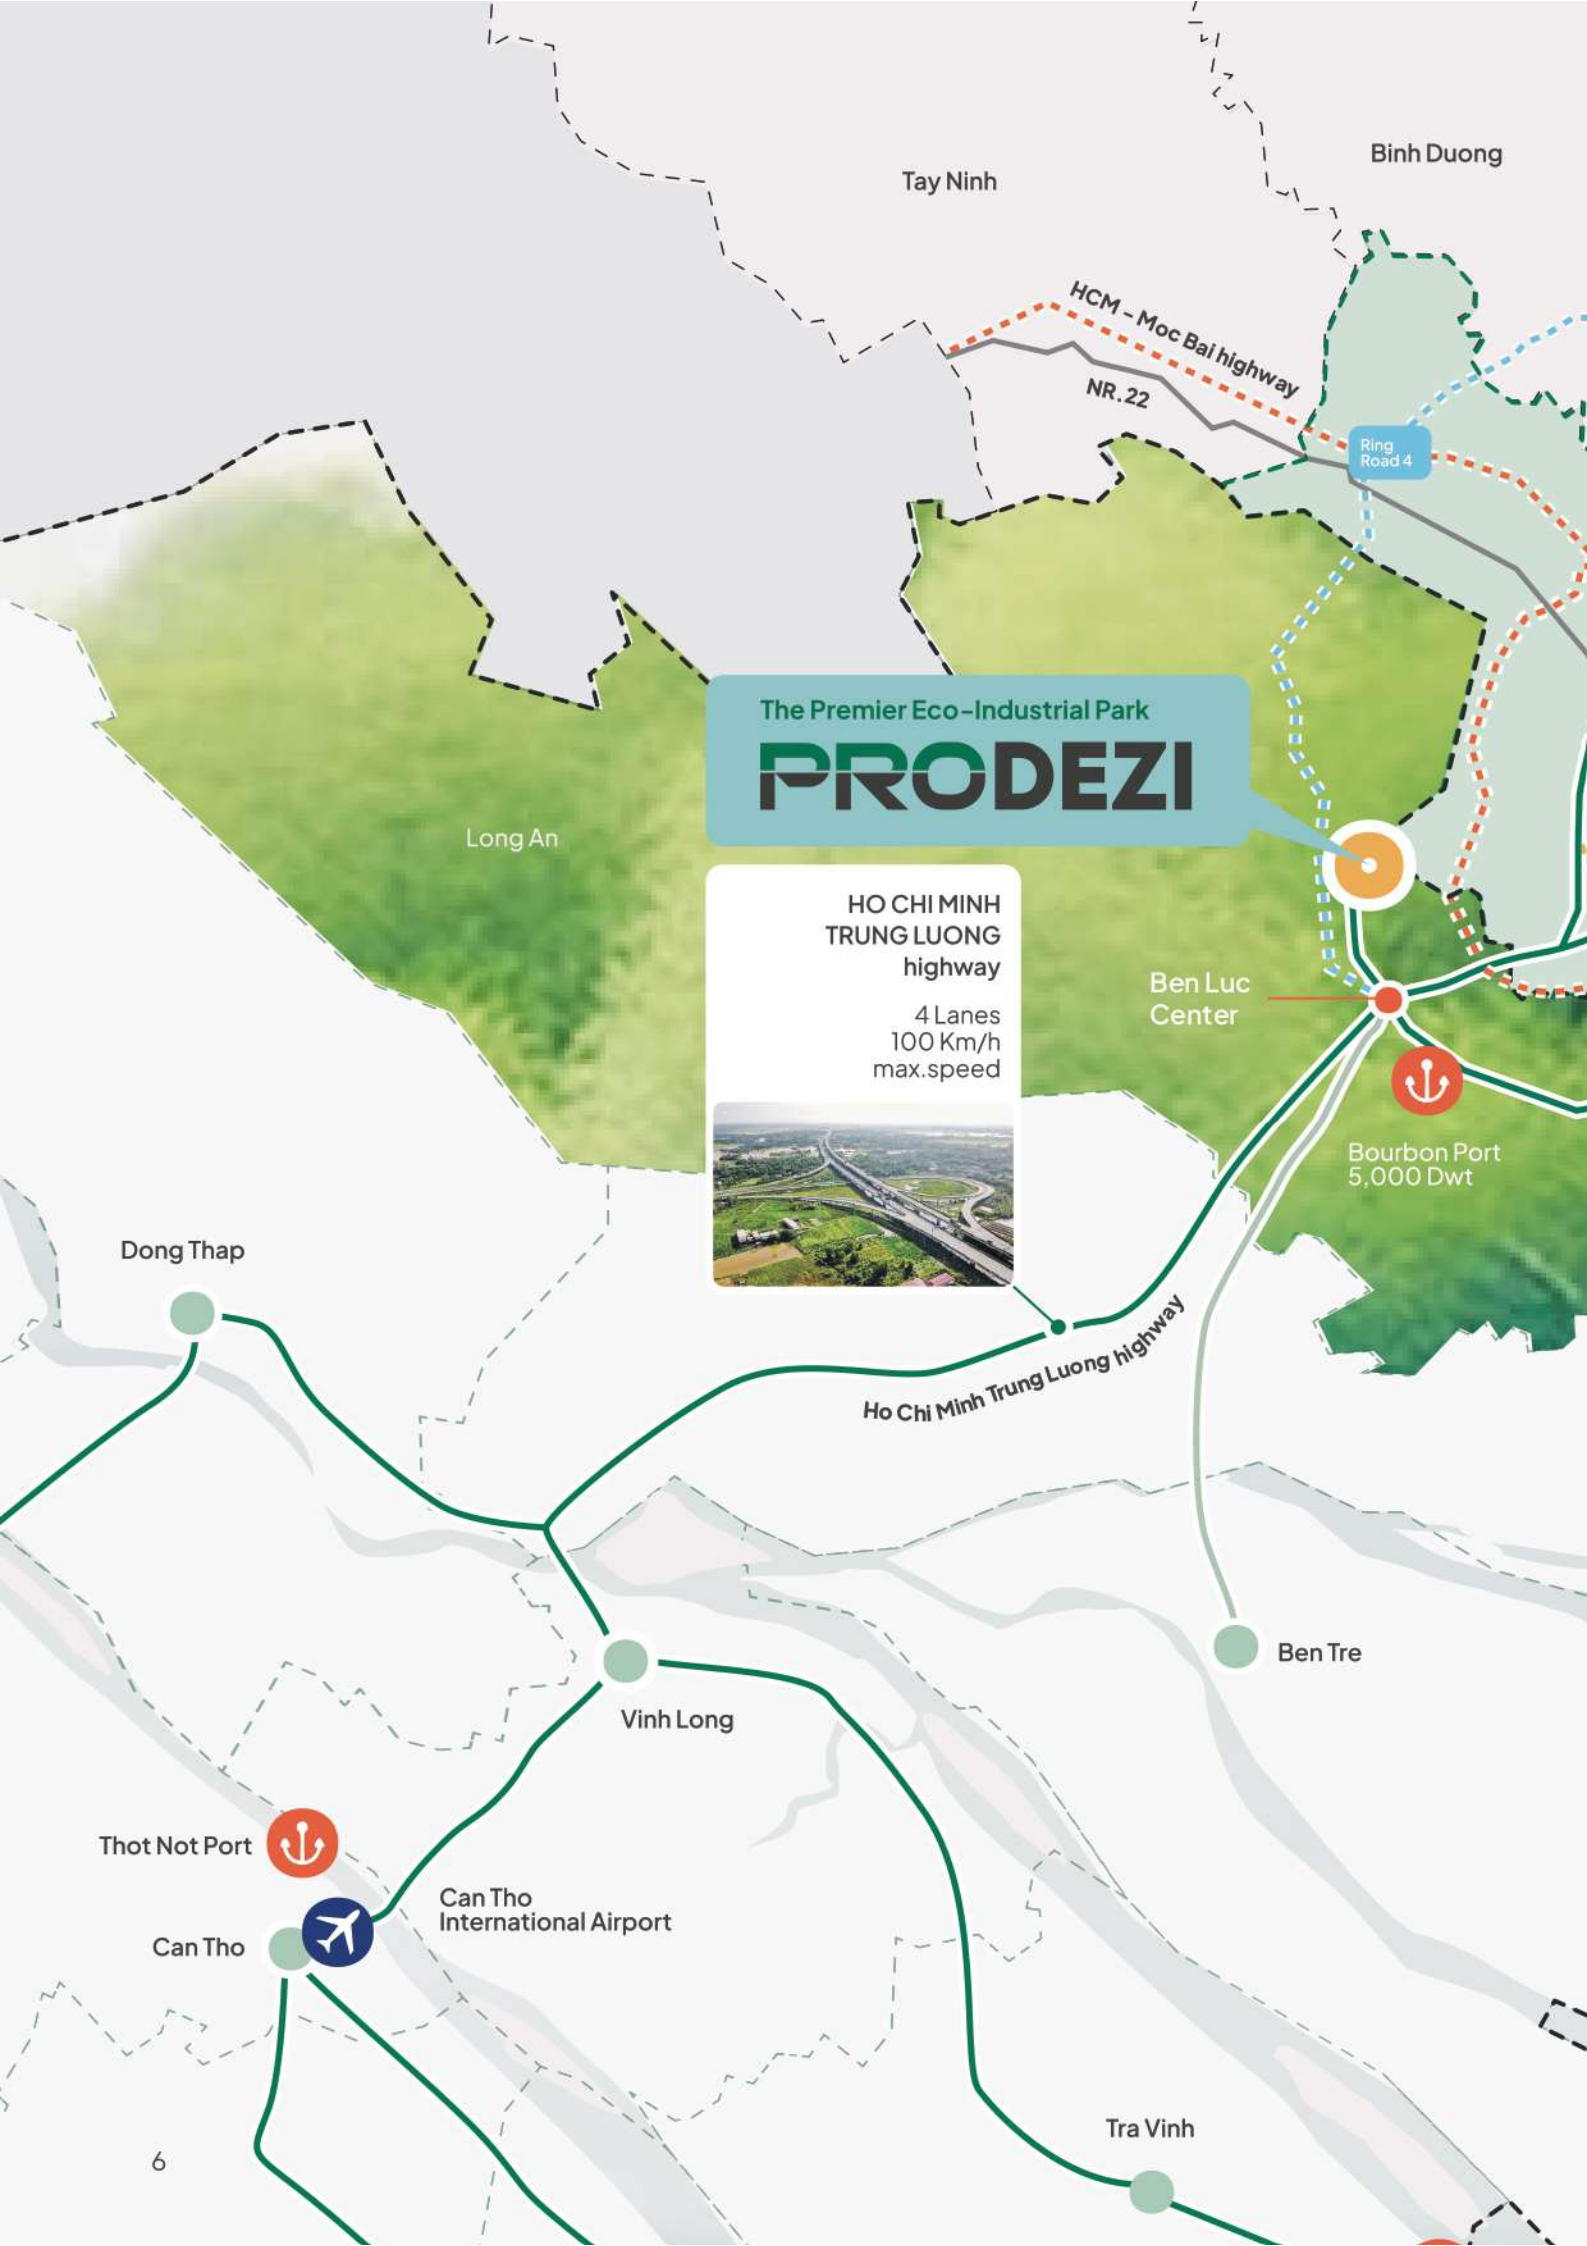 Binh Duong
Tay Ninh
HCM - Moc Bai highway
NR.22
Ring
Road 4
The Premier Eco-Industrial Park
PRODEZI
Long An
HO CHI MINH
TRUNG LUONG
highway
4 Lanes
100 Km/h
max.speed
Ben Luc
Center
Bourbon Port
5,000 Dwt
Dong Thap
Ho Chi Minh Trung Luong highway
Ben Tre
Vinh Long
Thot Not Port
Can Tho
International Airport
Can Tho
Tra Vinh
6